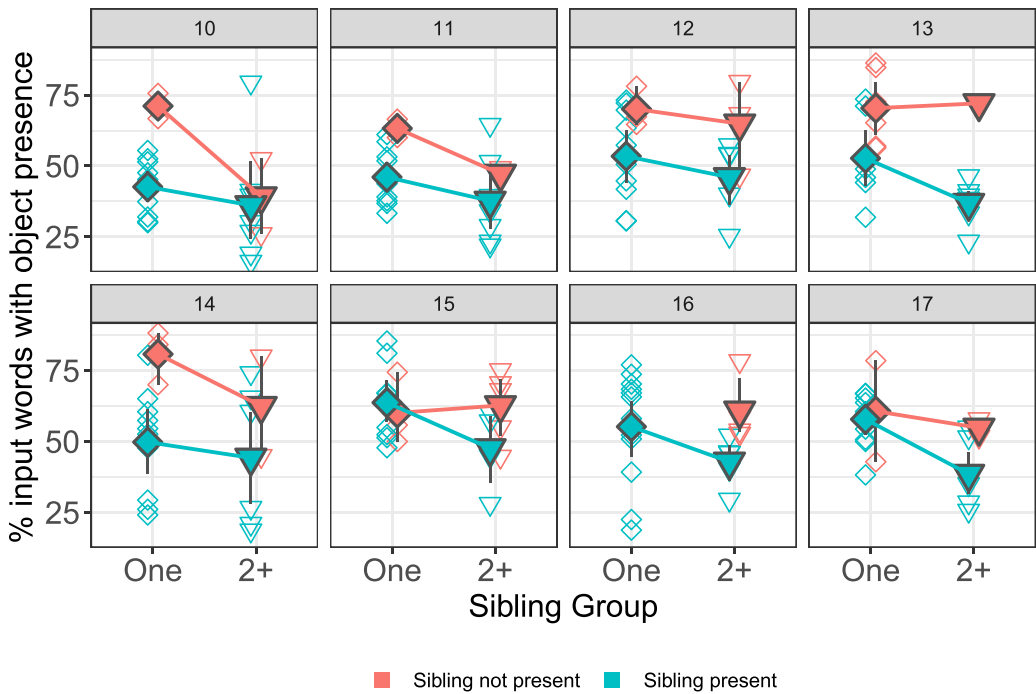 10 11 12 13
75
50
25
14 15 16 17
75
50
25
One 2+ One 2+ One 2+ One 2+
% input words with object presence
Sibling Group
Sibling not present Sibling present